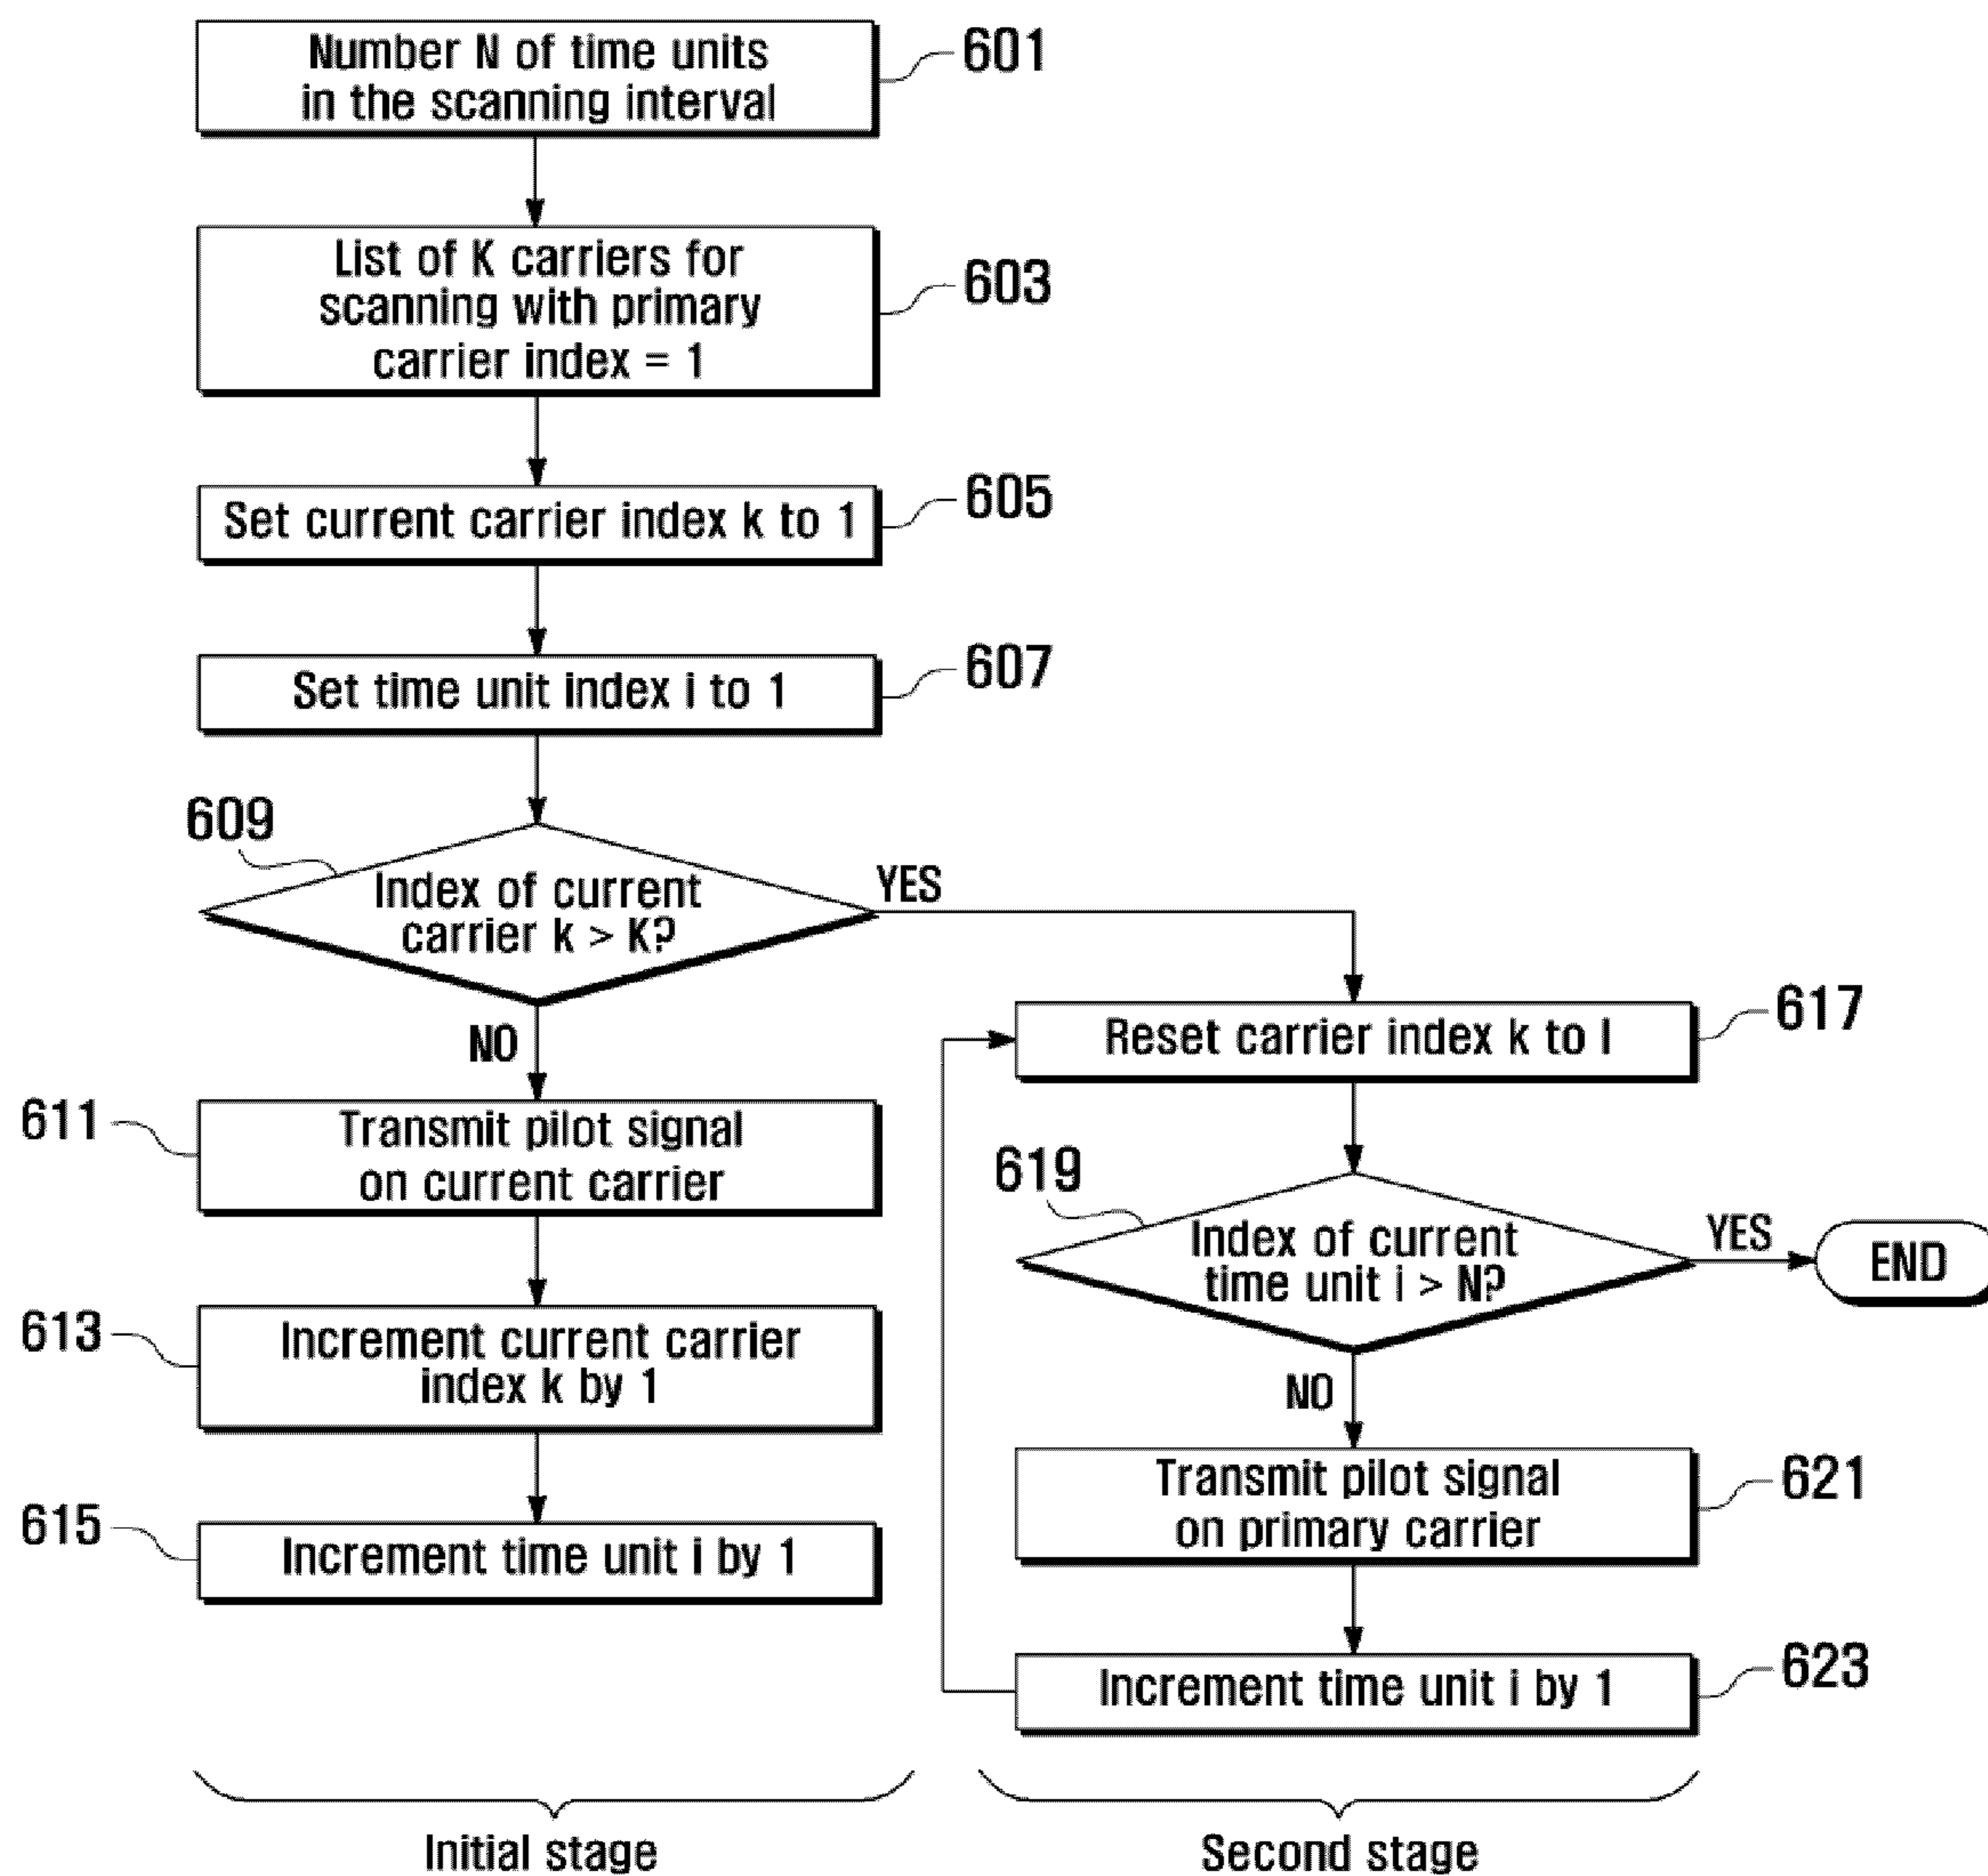 Number N of time units
in the scanning interval
601
List of K carriers for
scanning with primary
carrier index = 1
603
Set current carrier index k to 1
605
Set time unit index i to 1
607
609
Index of current
carrier k > K?
YES
NO
611
Transmit pilot signal
on current carrier
613
Increment current carrier
index k by 1
615
Increment time unit i by 1
Reset carrier index k to l
617
619
Index of current
time unit i > N?
YES
END
NO
Transmit pilot signal
on primary carrier
621
Increment time unit i by 1
623
Initial stage
Second stage